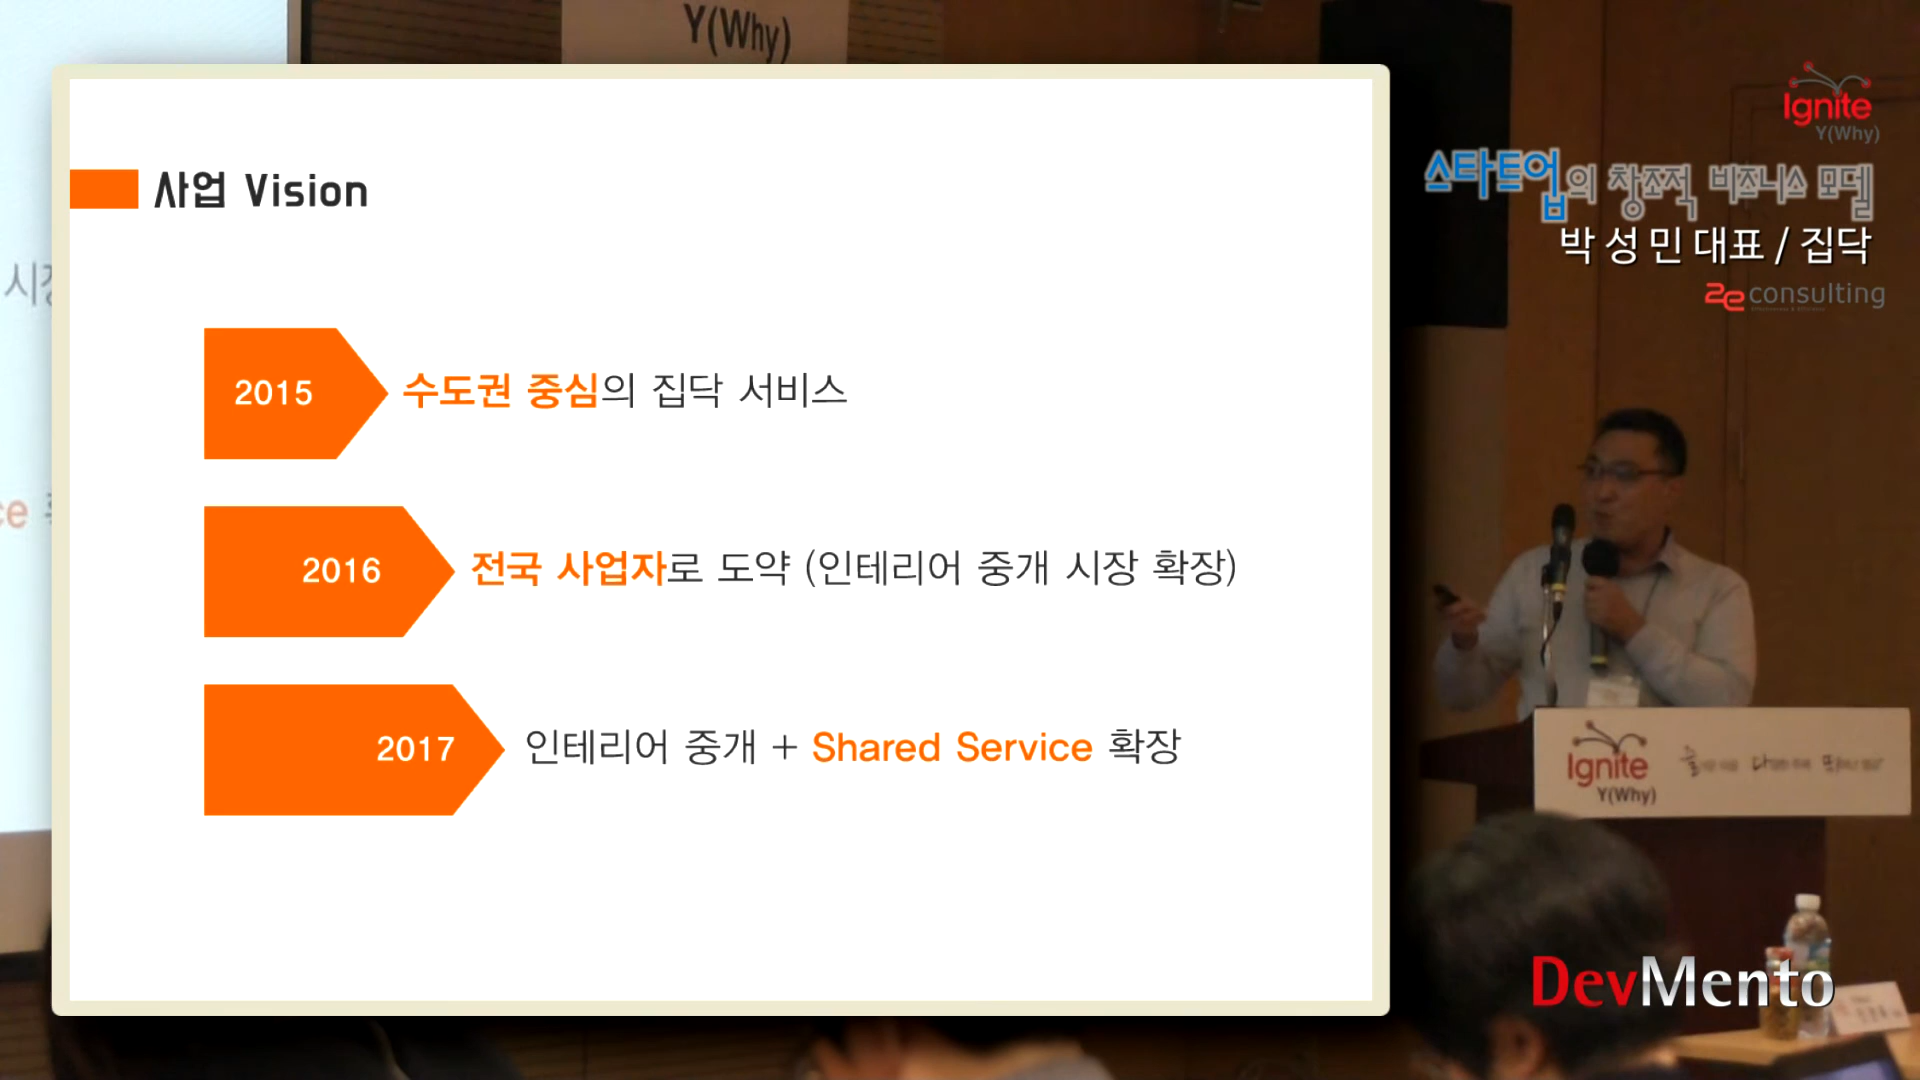 Y(Why)
사업 Vision
2015
수도권 중심의 집닥 서비스
2016
전국 사업자로 도약 (인테리어 중개 시장 확장)
2017
인테리어 중개 + Shared Service 확장
Ignite
Y(Why)
스타트업의 창조적 비즈니스 모델
박성민 대표 / 집닥
2e consulting
Ignite
Y(Why)
DevMento